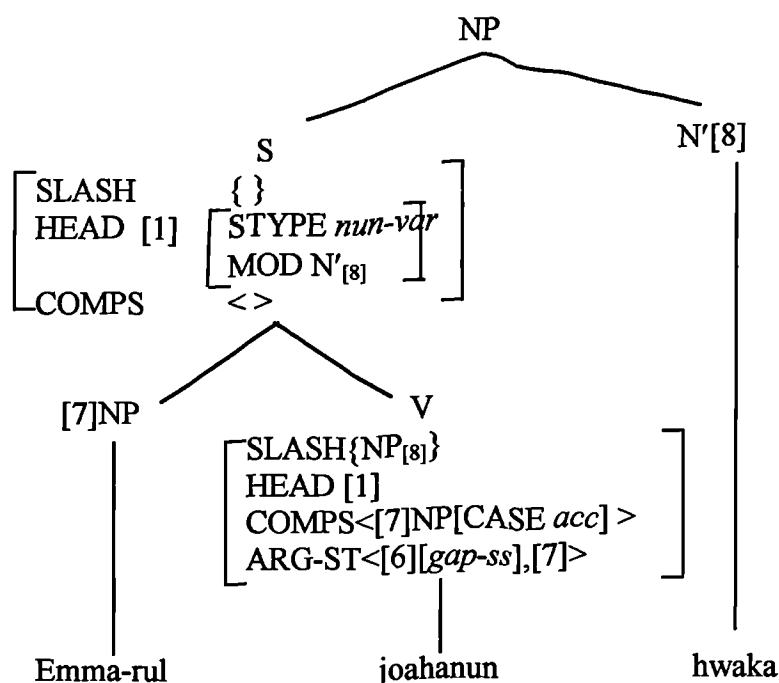 NP
S N′[8]
SLASH { }
HEAD [1] STYPE nun-var
MOD N′[8]
COMPS < >
[7]NP V
SLASH{NP[8]}
HEAD [1]
COMPS<[7]NP[CASE acc] >
ARG-ST<[6][gap-ss],[7]>
Emma-rul joahanun hwaka